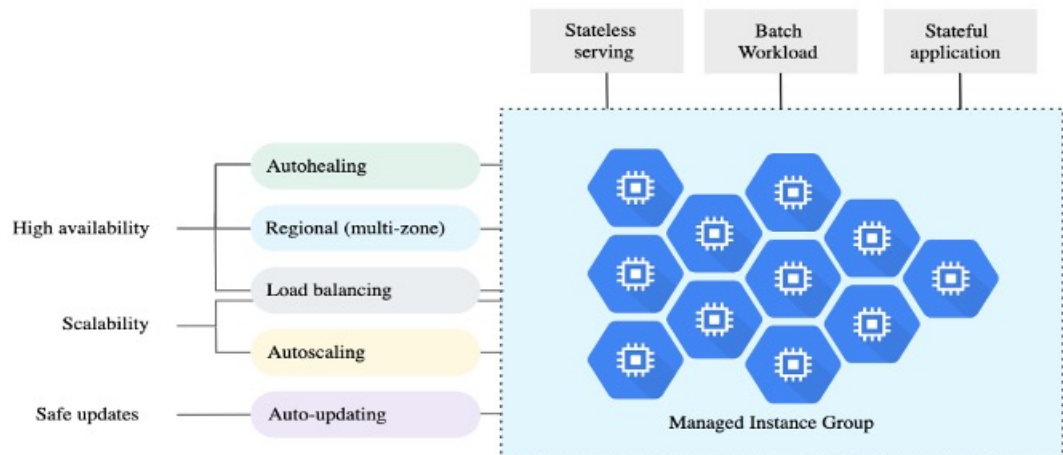 Stateless
serving
Batch
Workload
Stateful
application
Autohealing
High availability
Regional (multi-zone)
Load balancing
Scalability
Autoscaling
Safe updates
Auto-updating
Managed Instance Group